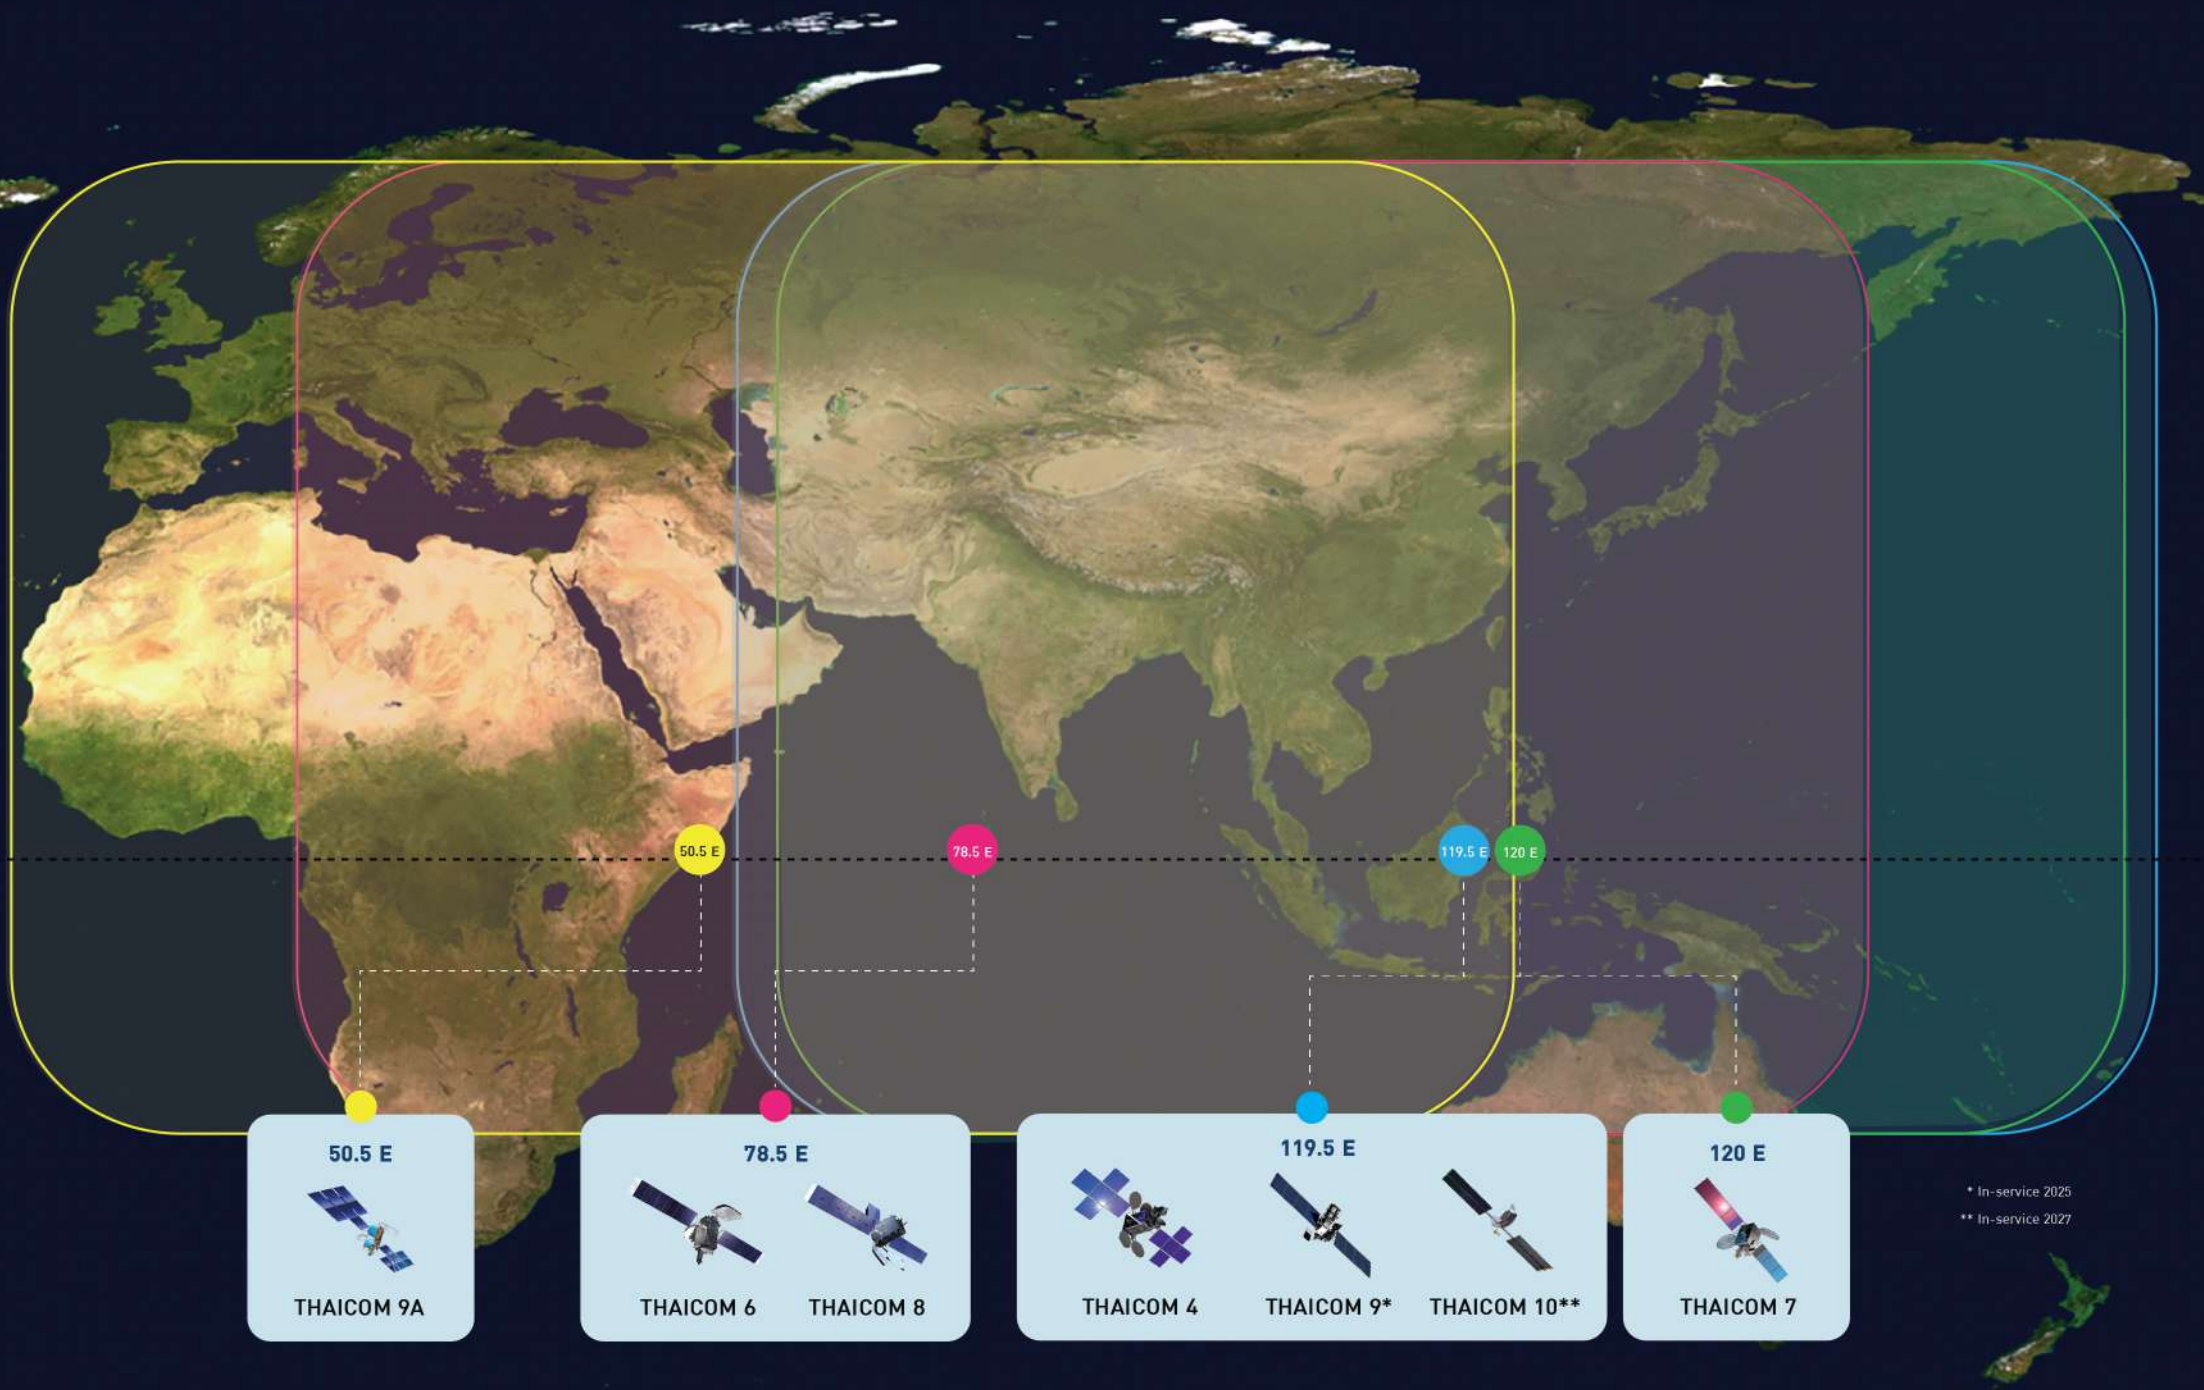 50.5 E
78.5 E
119.5 E
120 E
50.5 E
THAICOM 9A
78.5 E
THAICOM 6
THAICOM 8
119.5 E
THAICOM 4
THAICOM 9*
THAICOM 10**
120 E
THAICOM 7
* In-service 2025
** In-service 2027